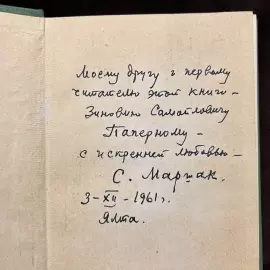 Моему другу и первому
читателю этой книги –
Зиновию Самойловичу
Паперному –
с искренней любовью –
С. Маршак.
3 – XII – 1961 г.
Ялта.